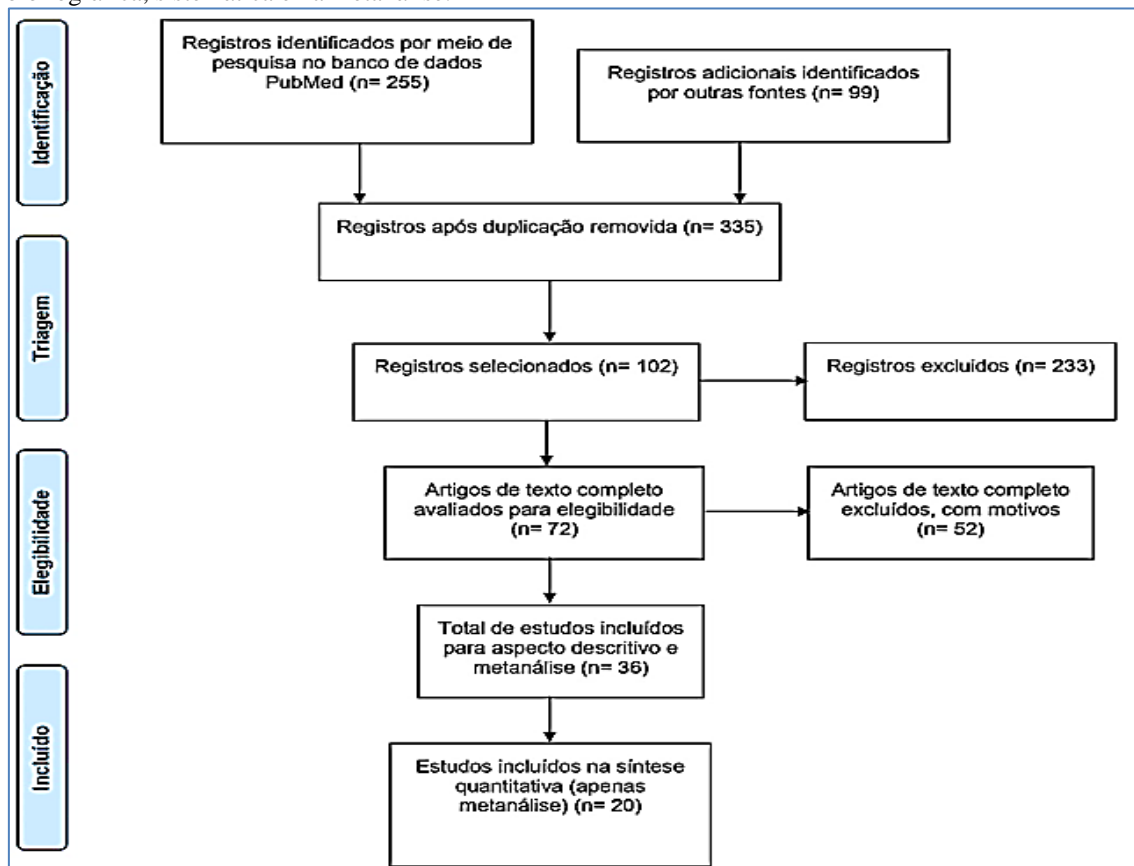 Identificação
Registros identificados por meio de
pesquisa no banco de dados
PubMed (n= 255)
Registros adicionais identificados
por outras fontes (n= 99)
Registros após duplicação removida (n= 335)
Triagem
Registros selecionados (n= 102)
Registros excluídos (n= 233)
Elegibilidade
Artigos de texto completo
avaliados para elegibilidade
(n= 72)
Artigos de texto completo
excluídos, com motivos
(n= 52)
Total de estudos incluídos
para aspecto descritivo e
metanálise (n= 36)
Incluído
Estudos incluídos na síntese
quantitativa (apenas
metanálise) (n= 20)